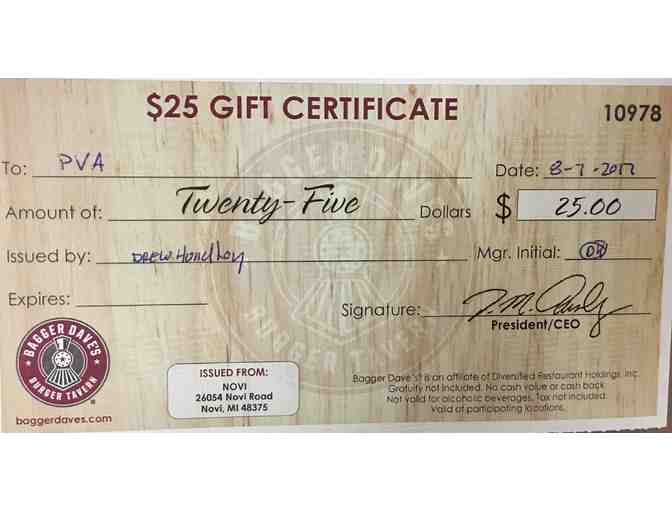 $25 GIFT CERTIFICATE
10978
To: PVA
Date: 8-7-2017
Amount of: Twenty-Five Dollars $ 25.00
Issued by: DREW
Mgr. Initial:
Expires:
Signature:
President/CEO
BAGGER DAVE'S
BURGER TAVERN
baggerdaves.com
ISSUED FROM:
NOVI
26054 Novi Road
Novi, MI 48375
Bagger Dave's® is an affiliate of Diversified Restaurant Holdings, Inc.
Gratuity not included. No cash value or cash back.
Not valid for alcoholic beverages. Tax not included.
Valid at participating locations.